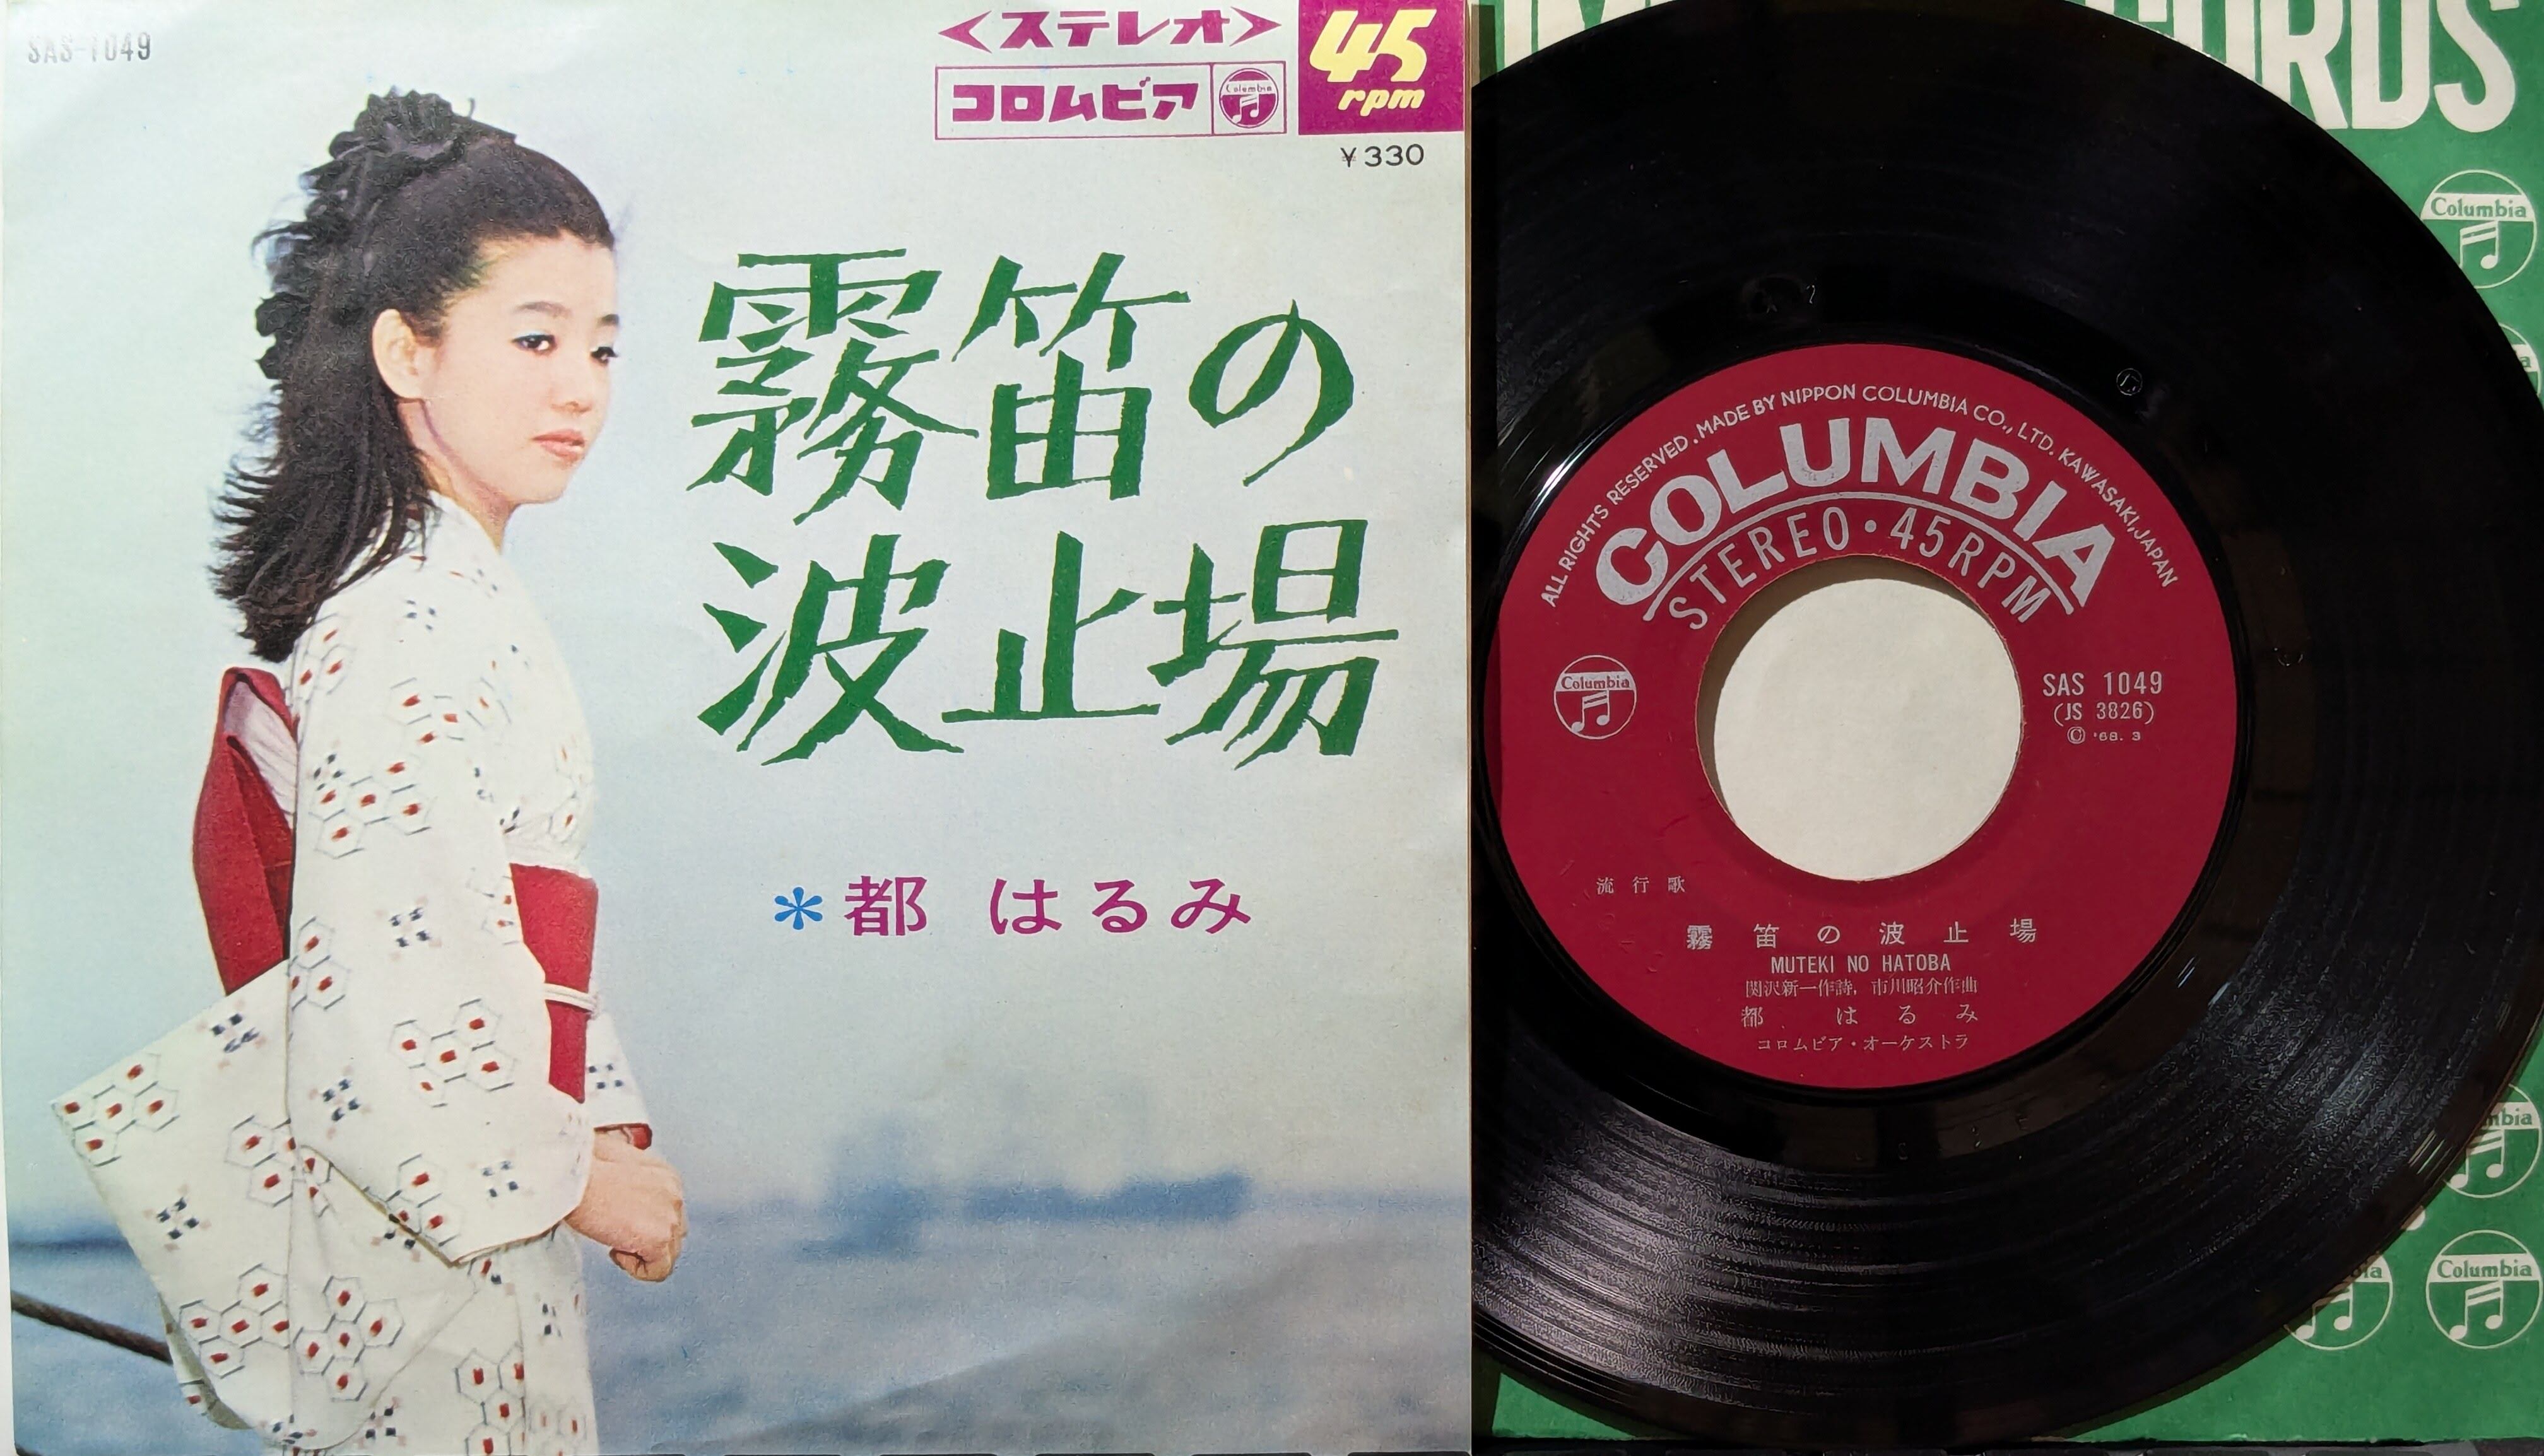 SAS-1049
<ステレオ>
コロムビア
Columbia
45
rpm
¥330
霧笛の
波止場
*都 はるみ
Columbia
ALL RIGHTS RESERVED. MADE BY NIPPON COLUMBIA CO., LTD. KAWASAKI, JAPAN
COLUMBIA
STEREO・45RPM
Columbia
SAS 1049
(JS 3826)
© '68. 3
流行歌
霧笛の波止場
MUTEKI NO HATOBA
関沢新一作詩, 市川昭介作曲
都 はるみ
コロムビア・オーケストラ
Columbia